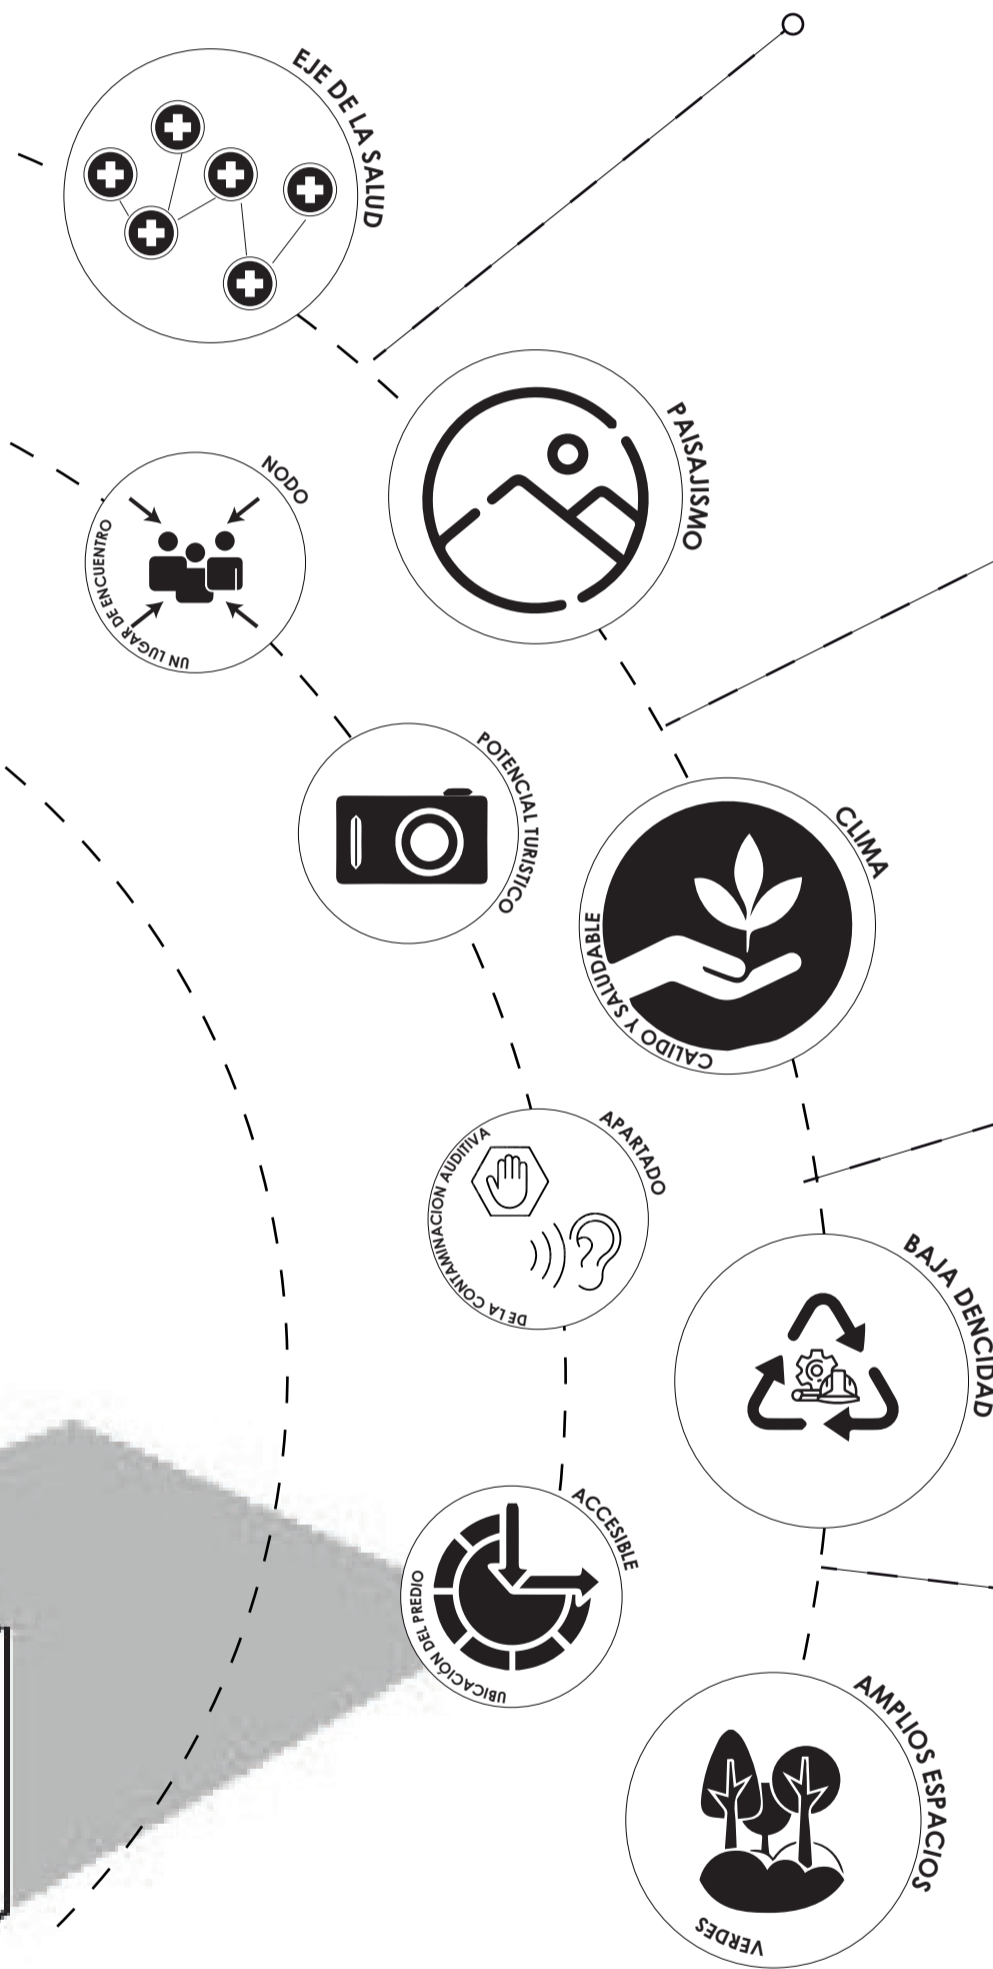 EJE DE LA SALUD
PAISAJISMO
NODO
UN LUGAR DE ENCUENTRO
POTENCIAL TURISTICO
CLIMA
CALIDO Y SALUDABLE
APARTADO
DE LA CONTAMINACION AUDITIVA
BAJA DENCIDAD
ACCESIBLE
UBICACIÓN DEL PREDIO
AMPLIOS ESPACIOS
VERDES